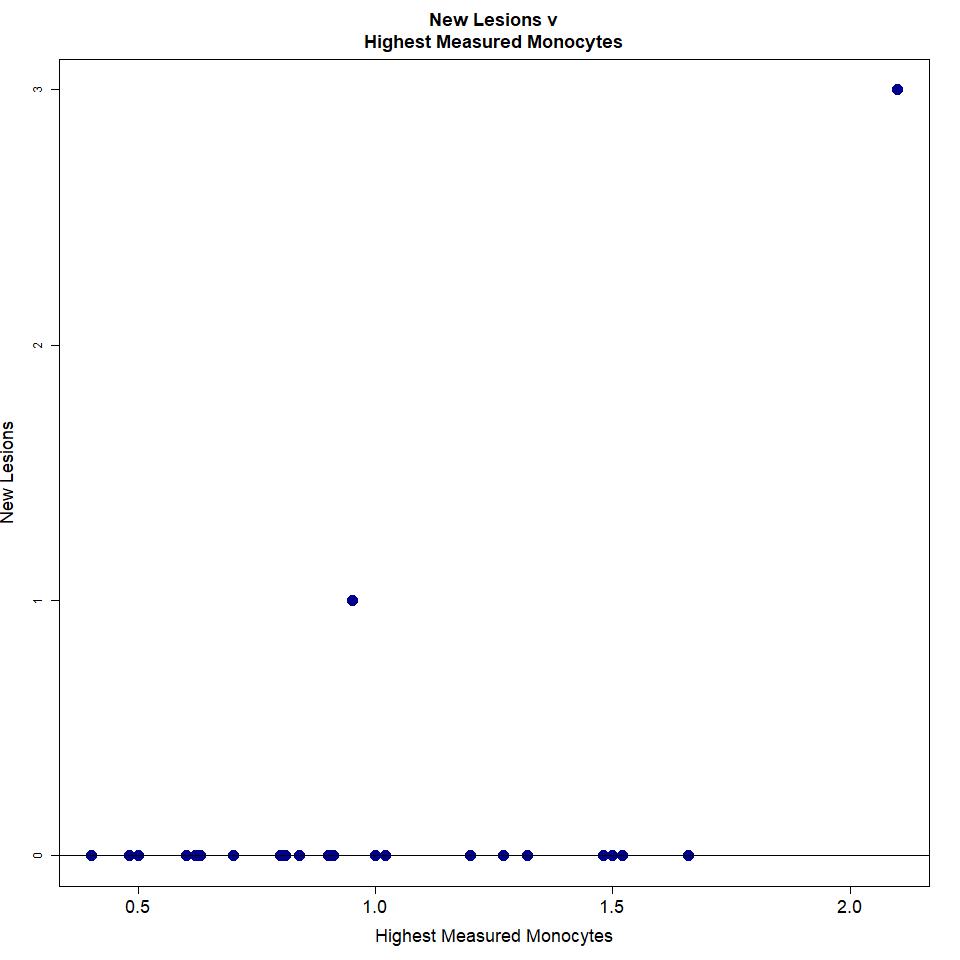 New Lesions v
Highest Measured Monocytes
3
2
1
0
New Lesions
0.5 1.0 1.5 2.0
Highest Measured Monocytes